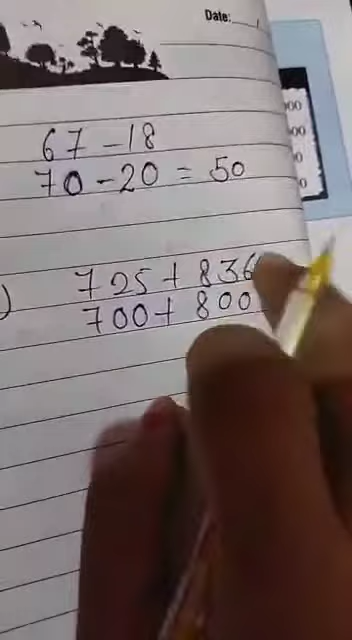 Date:
67 - 18
70 - 20 = 50
) 725 + 836
700 + 800